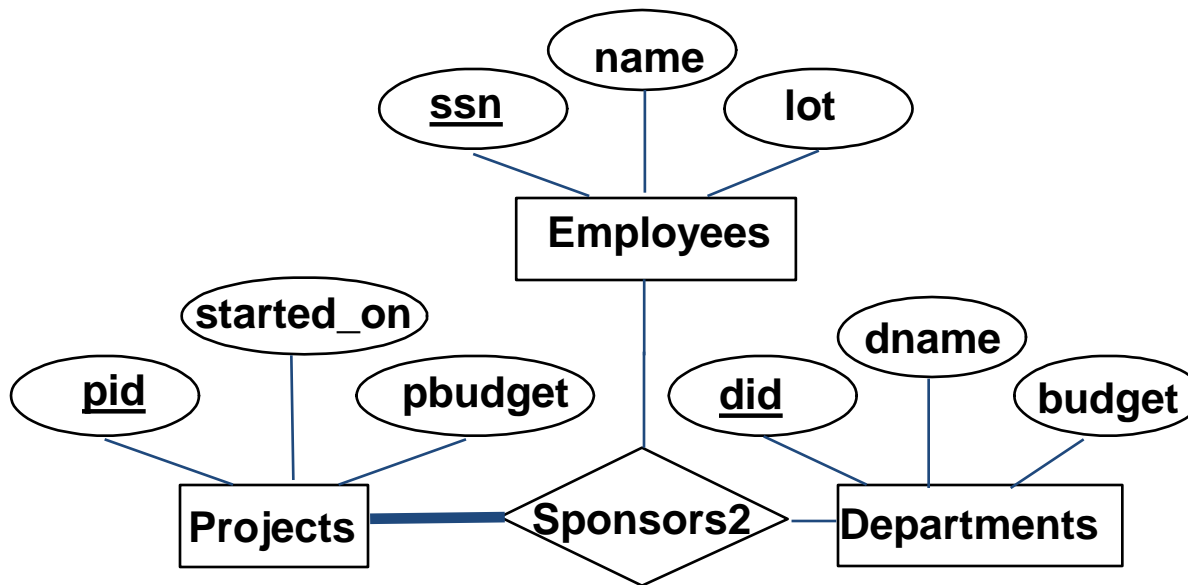 name
ssn
lot
Employees
started_on
dname
pid
pbudget
did
budget
Projects
Sponsors2
Departments